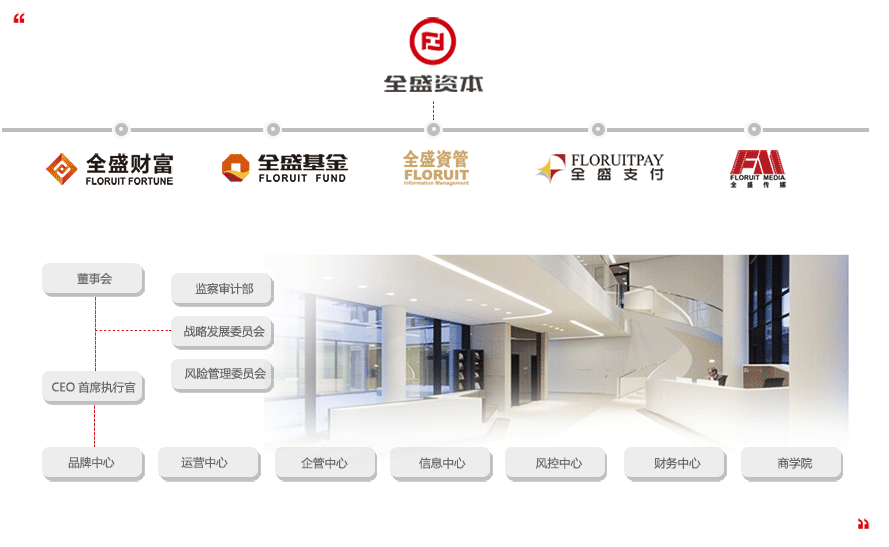 “
全盛资本
全盛财富
FLORUIT FORTUNE
全盛基金
FLORUIT FUND
全盛資管
FLORUIT
Information Management
FLORUITPAY
全盛支付
FM
FLORUIT MEDIA
全盛传媒
董事会
监察审计部
战略发展委员会
风险管理委员会
CEO 首席执行官
品牌中心
运营中心
企管中心
信息中心
风控中心
财务中心
商学院
”